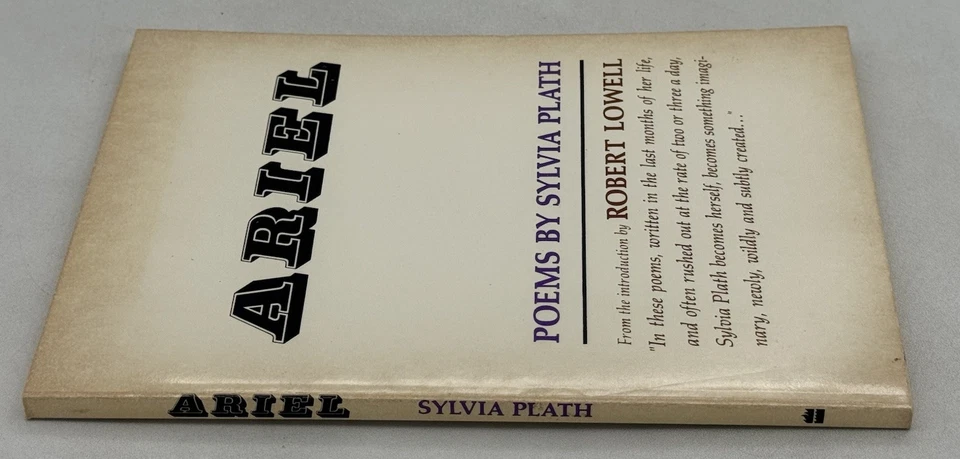 ARIEL
POEMS BY SYLVIA PLATH
From the introduction by ROBERT LOWELL
"In these poems, written in the last months of her life,
and often rushed out at the rate of two or three a day,
Sylvia Plath becomes herself, becomes something imagi-
nary, newly, wildly and subtly created..."
ARIEL SYLVIA PLATH